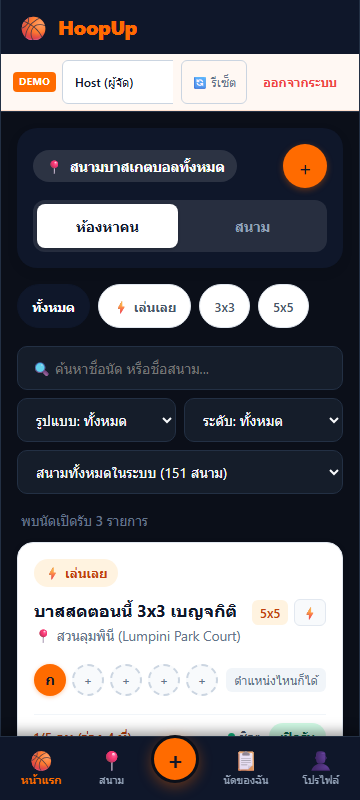 HoopUp
DEMO Host (ผู้จัด) รีเซ็ต ออกจากระบบ
สนามบาสเกตบอลทั้งหมด +
ห้องหาคน สนาม
ทั้งหมด เล่นเลย 3x3 5x5
ค้นหาชื่อนัด หรือชื่อสนาม...
รูปแบบ: ทั้งหมด ระดับ: ทั้งหมด
สนามทั้งหมดในระบบ (151 สนาม)
พบนัดเปิดรับ 3 รายการ
เล่นเลย
บาสสดตอนนี้ 3x3 เบญจกิติ 5x5
สวนลุมพินี (Lumpini Park Court)
ก + + + + ตำแหน่งไหนก็ได้
+
หน้าแรก สนาม นัดของฉัน โปรไฟล์